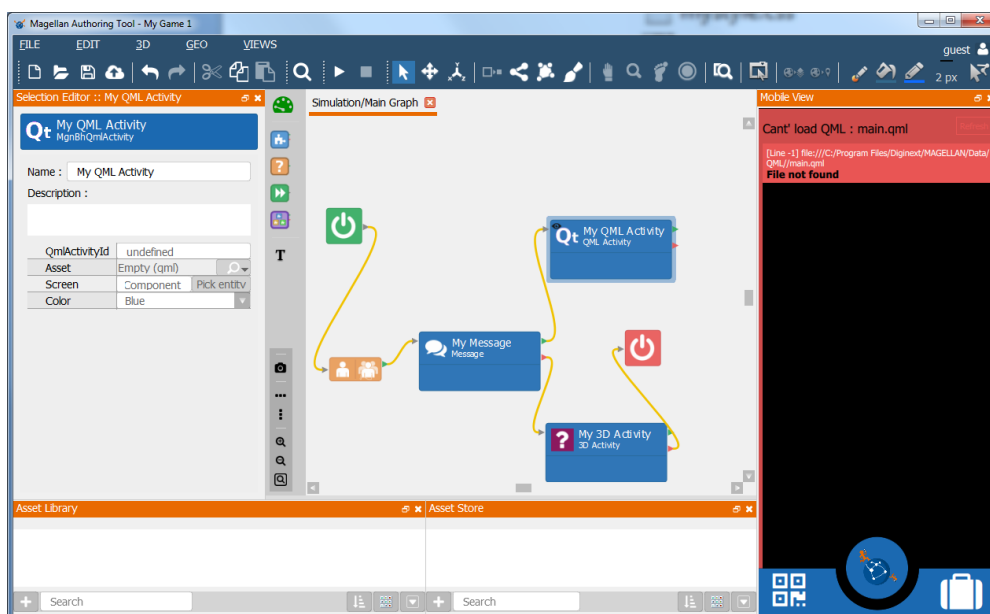 Magellan Authoring Tool - My Game 1
FILE EDIT 3D GEO VIEWS
guest
2 px
Selection Editor :: My QML Activity
Qt My QML Activity
MgnBhQmlActivity
Name : My QML Activity
Description :
QmlActivityId undefined
Asset Empty (qml)
Screen Component Pick entity
Color Blue
T
Simulation/Main Graph
Qt My QML Activity
QML Activity
My Message
Message
? My 3D Activity
3D Activity
Mobile View
Cant' load QML : main.qml
[Line -1] file:///C:/Program Files/Diginext/MAGELLAN/Data/
QML//main.qml
File not found
Asset Library
Search
Asset Store
Search